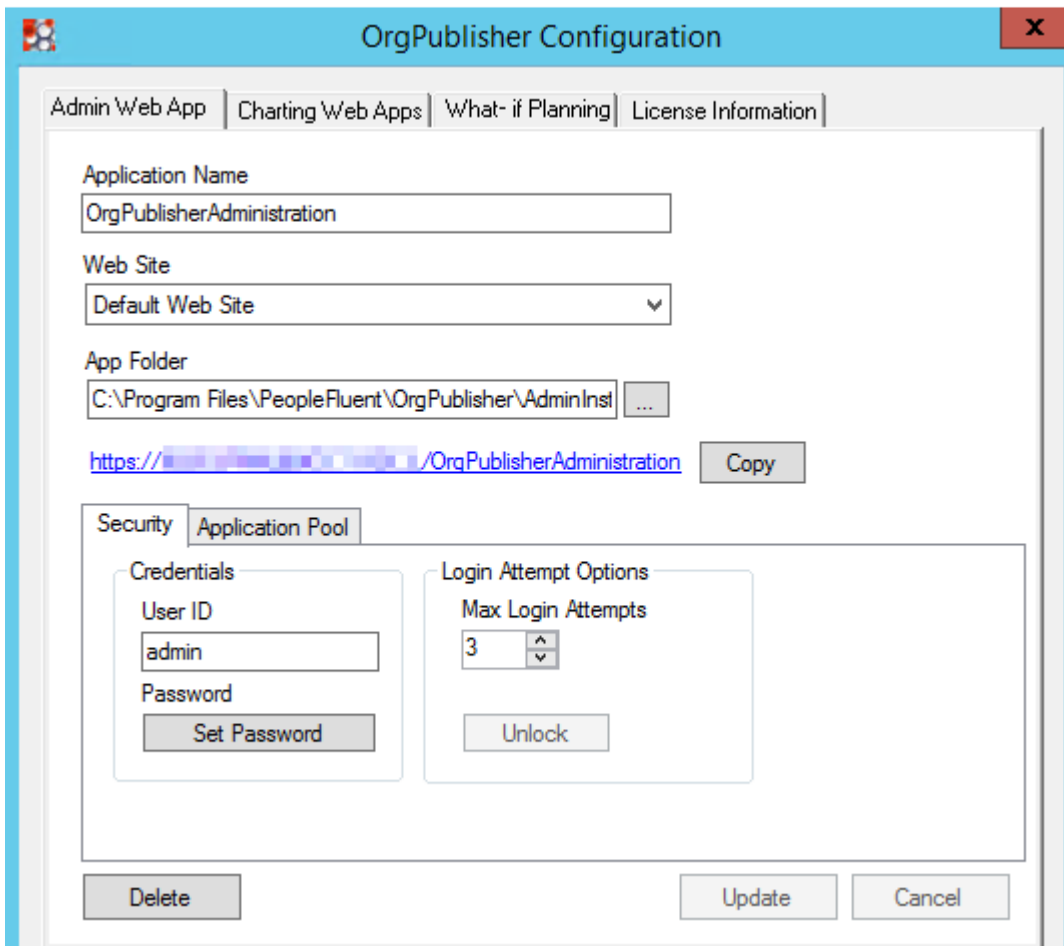 OrgPublisher Configuration
x
Admin Web App Charting Web Apps What- if Planning License Information
Application Name
OrgPublisherAdministration
Web Site
Default Web Site
App Folder
C:\Program Files\PeopleFluent\OrgPublisher\AdminInst ...
https:// /OrgPublisherAdministration Copy
Security Application Pool
Credentials Login Attempt Options
User ID Max Login Attempts
admin 3
Password
Set Password Unlock
Delete Update Cancel